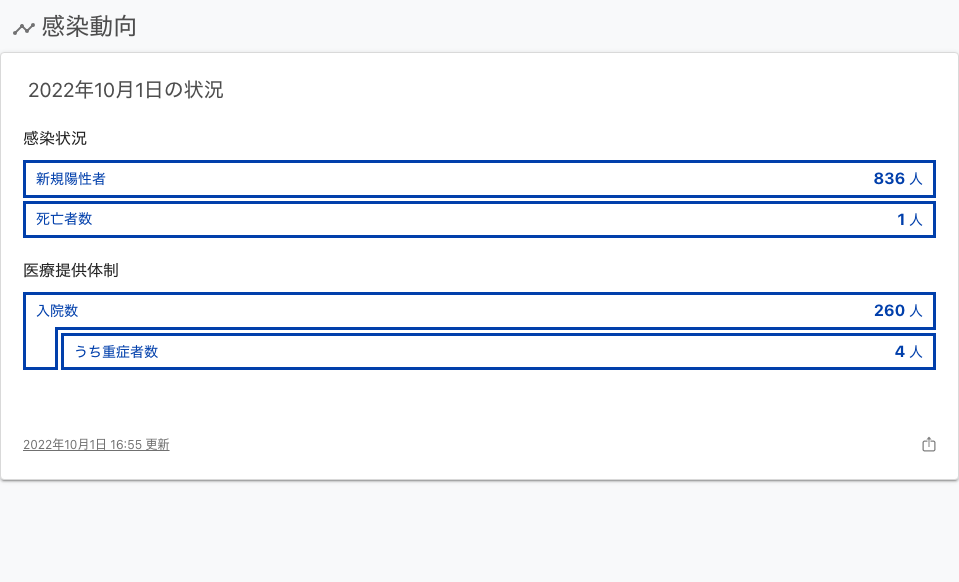 感染動向
2022年10月1日の状況
感染状況
新規陽性者 836 人
死亡者数 1 人
医療提供体制
入院数 260 人
うち重症者数 4 人
2022年10月1日 16:55 更新